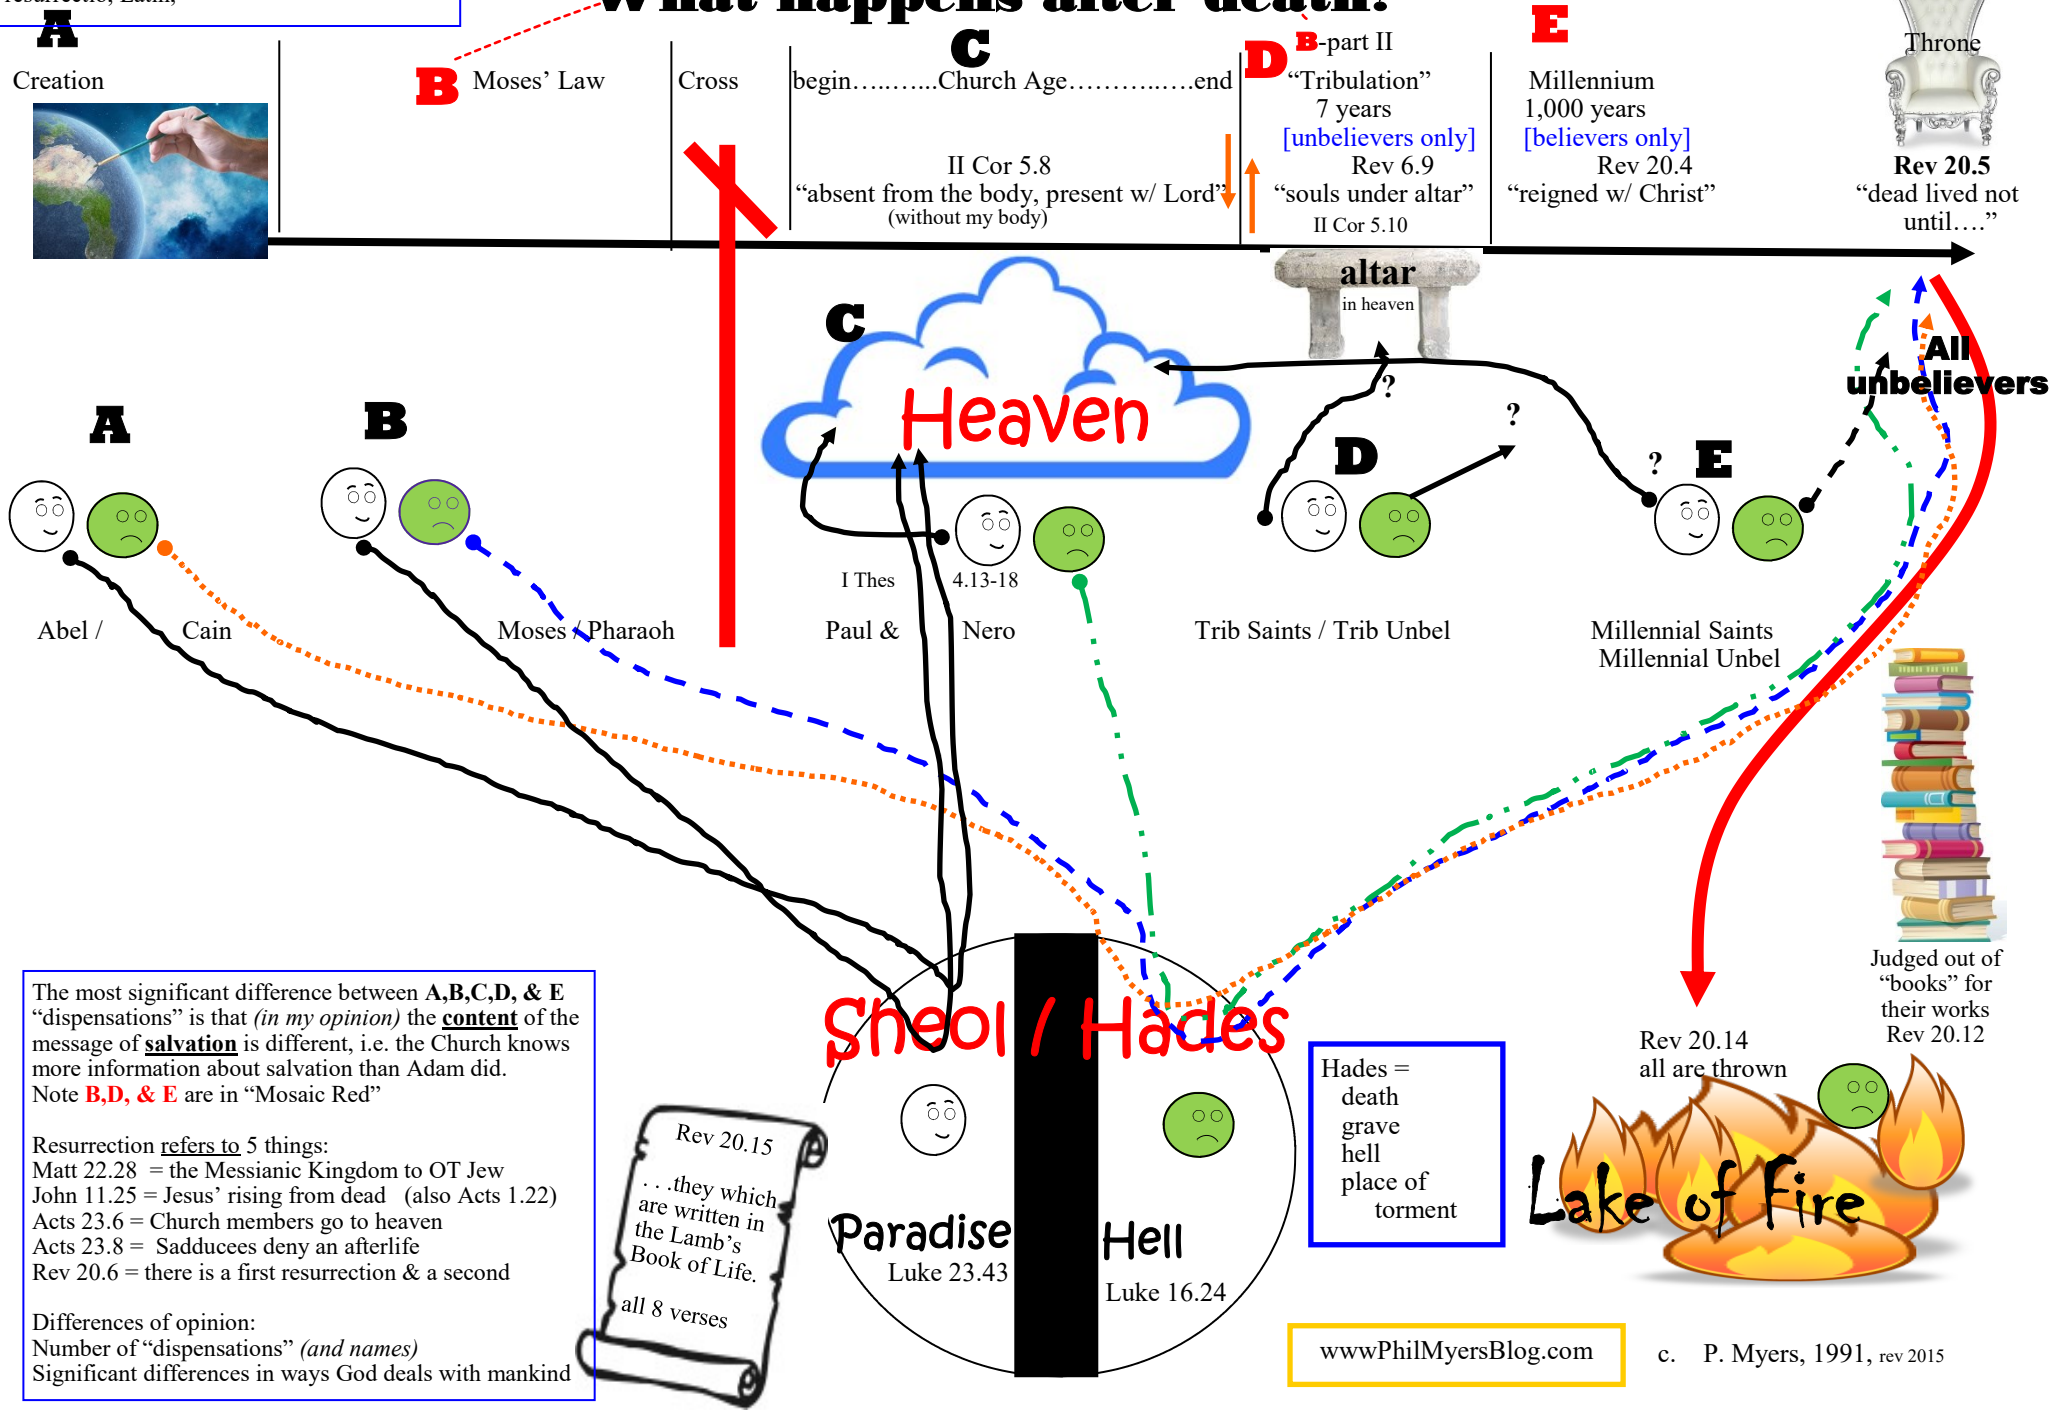 resurrectio, Latin,
What happens after death?
A
Creation
B
Moses’ Law
Cross
C
begin…..…...Church Age………..….end
II Cor 5.8
“absent from the body, present w/ Lord”
(without my body)
D
B-part II
“Tribulation”
7 years
[unbelievers only]
Rev 6.9
“souls under altar”
II Cor 5.10
E
Millennium
1,000 years
[believers only]
Rev 20.4
“reigned w/ Christ”
Throne
Rev 20.5
“dead lived not
until….”
altar
in heaven
C
Heaven
?
?
?
All
unbelievers
A
B
D
E
I Thes 4.13-18
Abel / Cain
Moses / Pharaoh
Paul & Nero
Trib Saints / Trib Unbel
Millennial Saints
Millennial Unbel
Judged out of
“books” for
their works
Rev 20.12
The most significant difference between A,B,C,D, & E
“dispensations” is that (in my opinion) the content of the
message of salvation is different, i.e. the Church knows
more information about salvation than Adam did.
Note B,D, & E are in “Mosaic Red”
Resurrection refers to 5 things:
Matt 22.28 = the Messianic Kingdom to OT Jew
John 11.25 = Jesus’ rising from dead (also Acts 1.22)
Acts 23.6 = Church members go to heaven
Acts 23.8 = Sadducees deny an afterlife
Rev 20.6 = there is a first resurrection & a second
Differences of opinion:
Number of “dispensations” (and names)
Significant differences in ways God deals with mankind
Rev 20.15
. . .they which
are written in
the Lamb’s
Book of Life.
all 8 verses
Sheol / Hades
Paradise
Luke 23.43
Hell
Luke 16.24
Hades =
death
grave
hell
place of
torment
Rev 20.14
all are thrown
Lake of Fire
wwwPhilMyersBlog.com
c. P. Myers, 1991, rev 2015